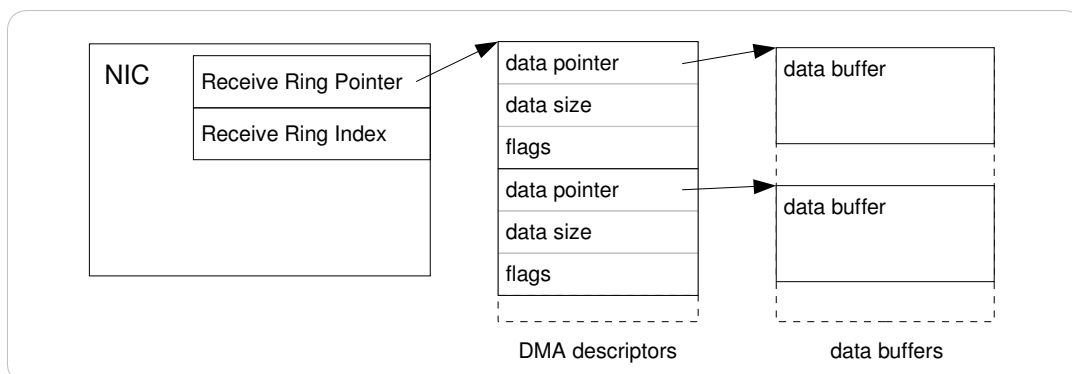 NIC
Receive Ring Pointer
Receive Ring Index
data pointer
data size
flags
data pointer
data size
flags
DMA descriptors
data buffer
data buffer
data buffers